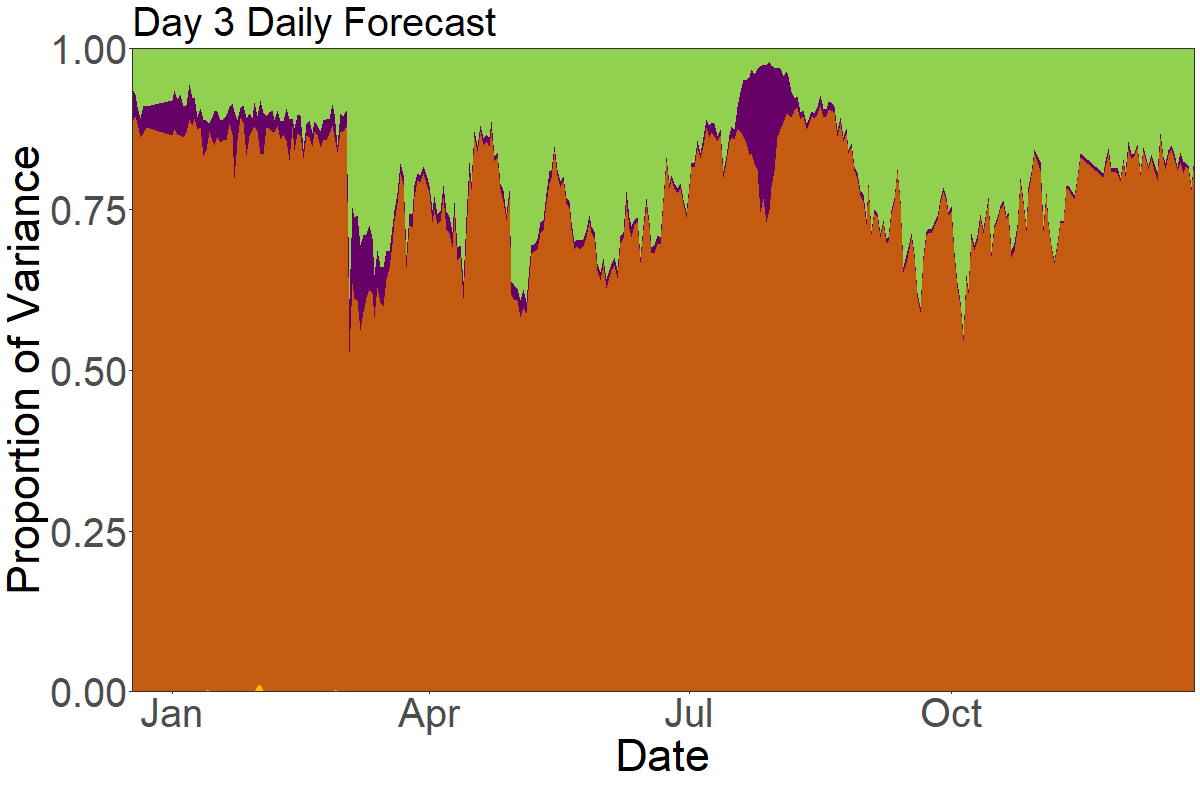 Day 3 Daily Forecast
Proportion of Variance
1.00
0.75
0.50
0.25
0.00
Jan Apr Jul Oct
Date